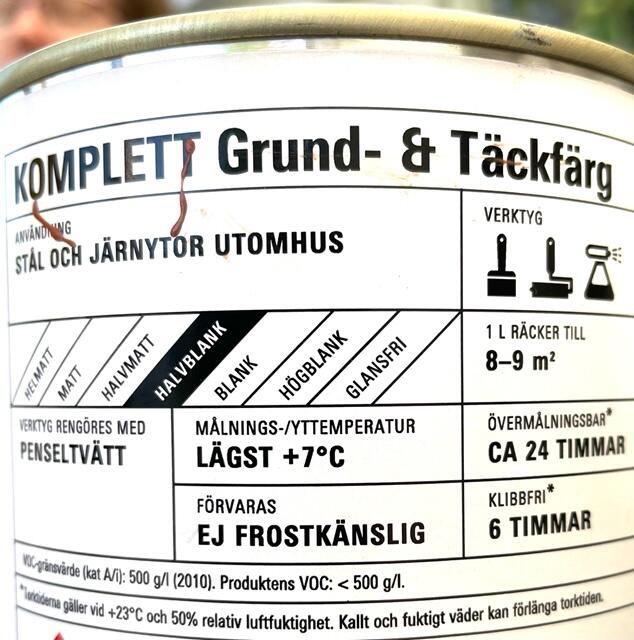 KOMPLETT Grund- & Täckfärg
ANVÄNDNING
STÅL OCH JÄRNYTOR UTOMHUS
VERKTYG
HELMATT
MATT
HALVMATT
HALVBLANK
BLANK
HÖGBLANK
GLANSFRI
1 L RÄCKER TILL
8–9 m²
VERKTYG RENGÖRES MED
PENSELTVÄTT
MÅLNINGS-/YTTEMPERATUR
LÄGST +7°C
ÖVERMÅLNINGSBAR*
CA 24 TIMMAR
FÖRVARAS
EJ FROSTKÄNSLIG
KLIBBFRI*
6 TIMMAR
VOC-gränsvärde (kat A/i): 500 g/l (2010). Produktens VOC: < 500 g/l.
*Torktiderna gäller vid +23°C och 50% relativ luftfuktighet. Kallt och fuktigt väder kan förlänga torktiden.